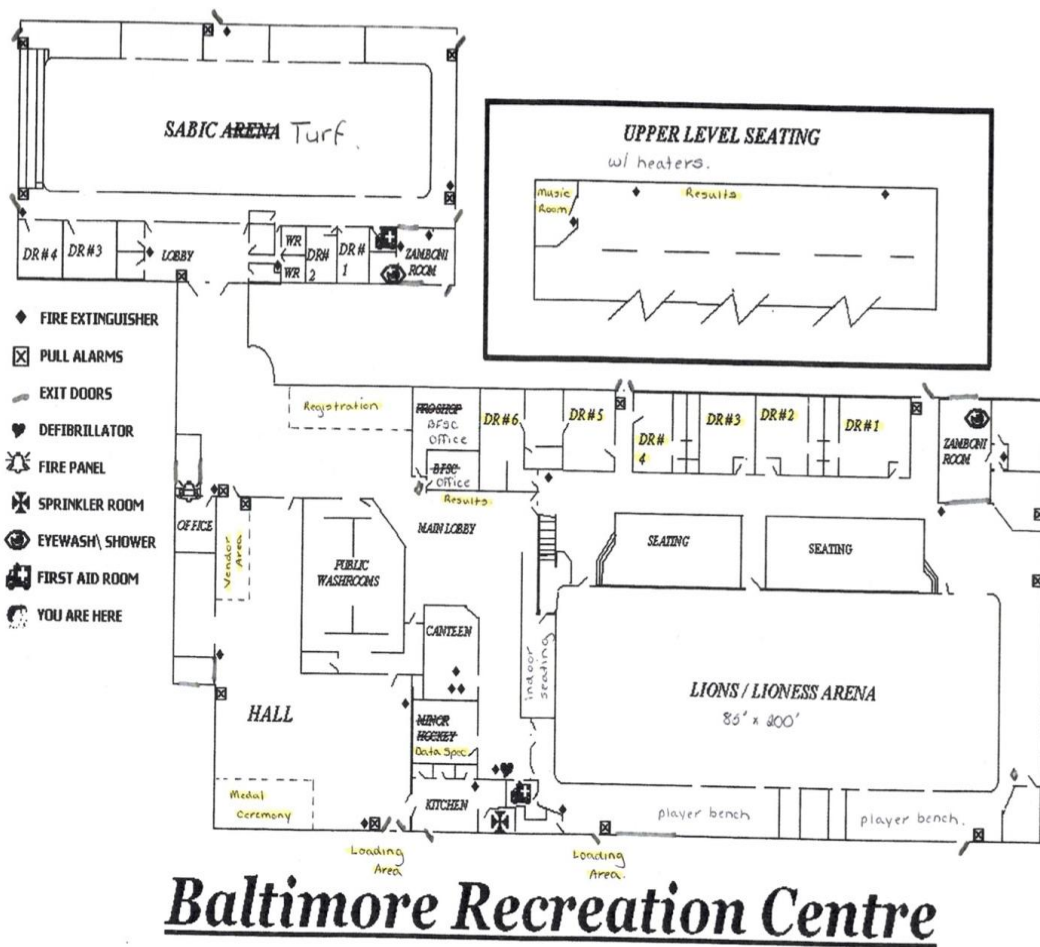 SABIC ARENA Turf.
UPPER LEVEL SEATING
w/ heaters.
Music
Room
Results
DR#4
DR#3
LOBBY
WR
WR
DR#
2
DR#
1
ZAMBONI
ROOM
FIRE EXTINGUISHER
PULL ALARMS
EXIT DOORS
DEFIBRILLATOR
FIRE PANEL
SPRINKLER ROOM
EYEWASH\ SHOWER
FIRST AID ROOM
YOU ARE HERE
Registration
PRO SHOP
BFSC
Office
BFSC
Office
Results
DR#6
DR#5
DR#
4
DR#3
DR#2
DR#1
ZAMBONI
ROOM
OFFICE
Vendor
Area
PUBLIC
WASHROOMS
MAIN LOBBY
SEATING
SEATING
CANTEEN
indoor
seating
HALL
MINOR
HOCKEY
Data Spec
LIONS / LIONESS ARENA
85' x 200'
Medal
Ceremony
KITCHEN
player bench
player bench.
Loading
Area
Loading
Area.
Baltimore Recreation Centre